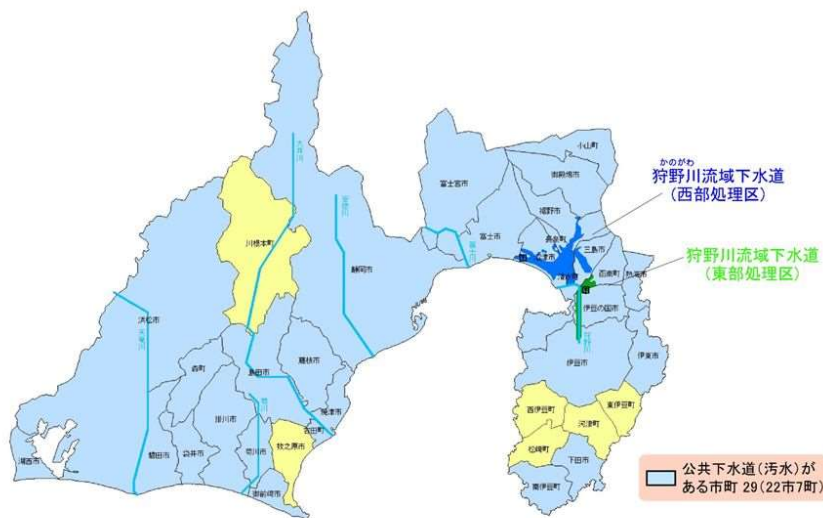 小山町
御殿場市
かのがわ
狩野川流域下水道
(西部処理区)
富士宮市
裾野市
大井川
安倍川
長泉町
三島市
富士市
川根本町
富士川
沼津市
狩野川流域下水道
(東部処理区)
静岡市
函南町
熱海市
伊豆の国市
浜松市
天竜川
狩野川
伊東市
伊豆市
森町
島田市
藤枝市
焼津市
掛川市
菊川
吉田町
西伊豆町
東伊豆町
河津町
牧之原市
松崎町
湖西市
磐田市
袋井市
菊川市
下田市
御前崎市
南伊豆町
公共下水道(汚水)が
ある市町 29(22市7町)